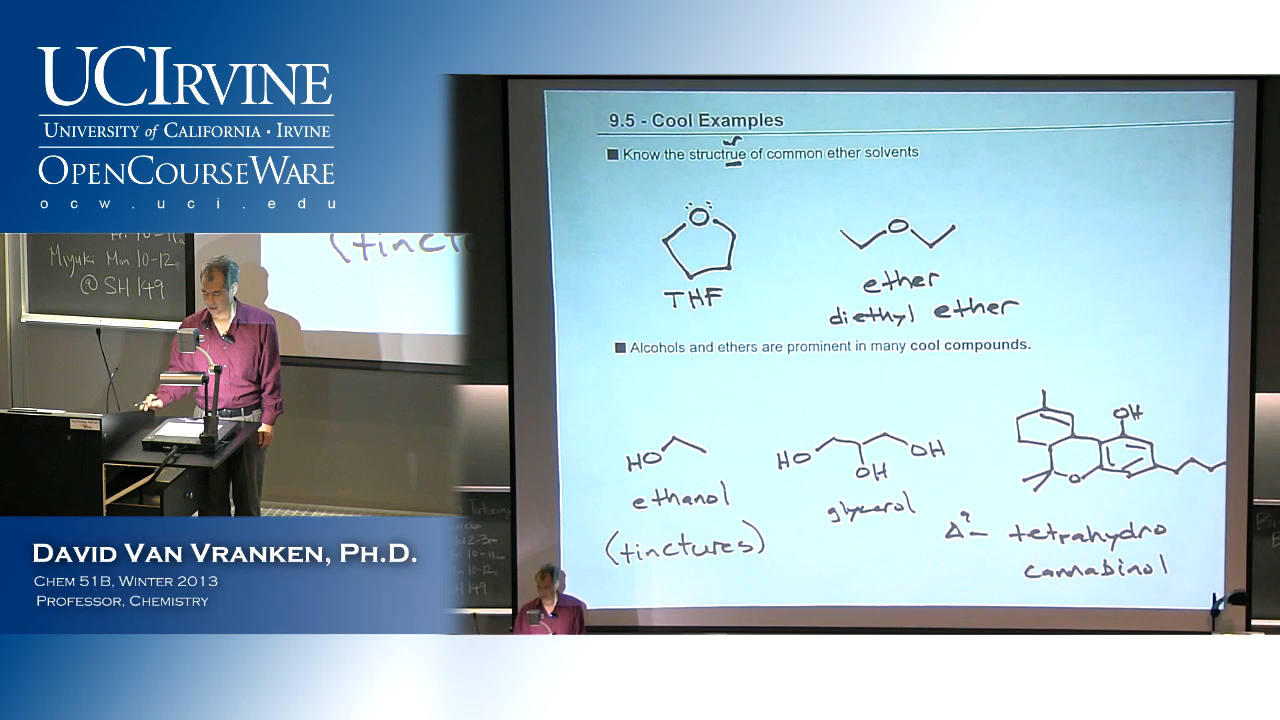 UCIRVINE
UNIVERSITY of CALIFORNIA · IRVINE
OPENCOURSEWARE
ocw.uci.edu
Miyuki Mon 10-12
@ SH 149
(tinct
DAVID VAN VRANKEN, PH.D.
CHEM 51B, WINTER 2013
PROFESSOR, CHEMISTRY
9.5 - Cool Examples
■ Know the structrue of common ether solvents
O
O
THF
ether
diethyl ether
■ Alcohols and ethers are prominent in many cool compounds.
OH
HO
HO
OH
OH
O
ethanol
glycerol
(tinctures)
Δ9- tetrahydro
cannabinol